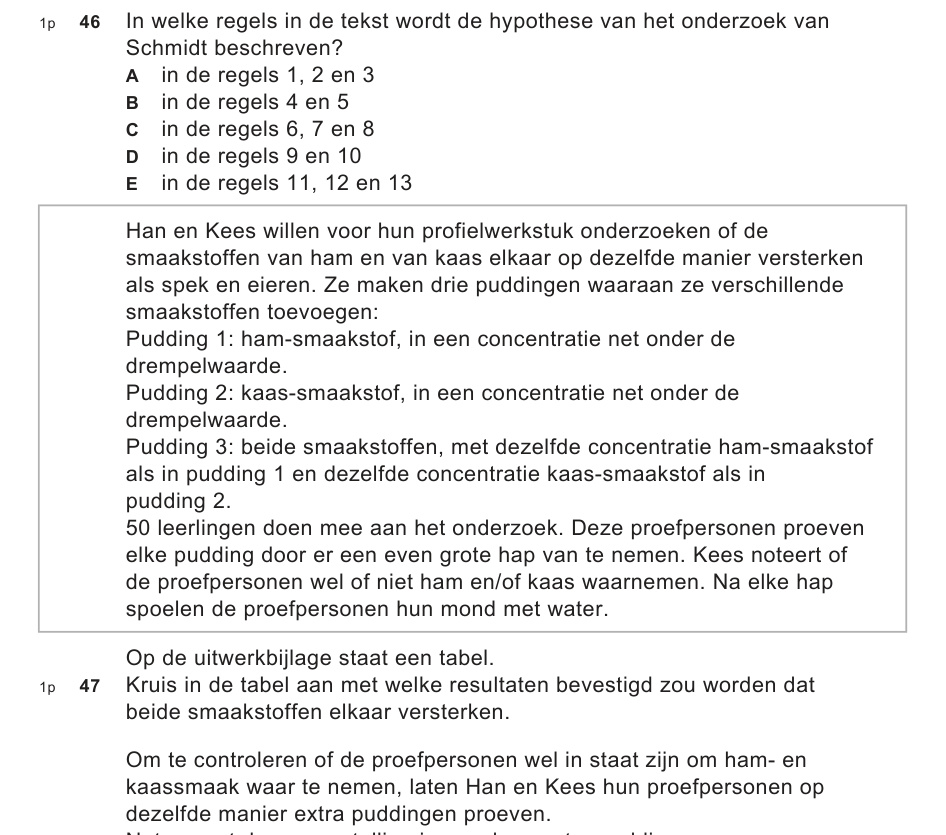 1p 46 In welke regels in de tekst wordt de hypothese van het onderzoek van
Schmidt beschreven?
A in de regels 1, 2 en 3
B in de regels 4 en 5
C in de regels 6, 7 en 8
D in de regels 9 en 10
E in de regels 11, 12 en 13
Han en Kees willen voor hun profielwerkstuk onderzoeken of de
smaakstoffen van ham en van kaas elkaar op dezelfde manier versterken
als spek en eieren. Ze maken drie puddingen waaraan ze verschillende
smaakstoffen toevoegen:
Pudding 1: ham-smaakstof, in een concentratie net onder de
drempelwaarde.
Pudding 2: kaas-smaakstof, in een concentratie net onder de
drempelwaarde.
Pudding 3: beide smaakstoffen, met dezelfde concentratie ham-smaakstof
als in pudding 1 en dezelfde concentratie kaas-smaakstof als in
pudding 2.
50 leerlingen doen mee aan het onderzoek. Deze proefpersonen proeven
elke pudding door er een even grote hap van te nemen. Kees noteert of
de proefpersonen wel of niet ham en/of kaas waarnemen. Na elke hap
spoelen de proefpersonen hun mond met water.
Op de uitwerkbijlage staat een tabel.
1p 47 Kruis in de tabel aan met welke resultaten bevestigd zou worden dat
beide smaakstoffen elkaar versterken.
Om te controleren of de proefpersonen wel in staat zijn om ham- en
kaassmaak waar te nemen, laten Han en Kees hun proefpersonen op
dezelfde manier extra puddingen proeven.